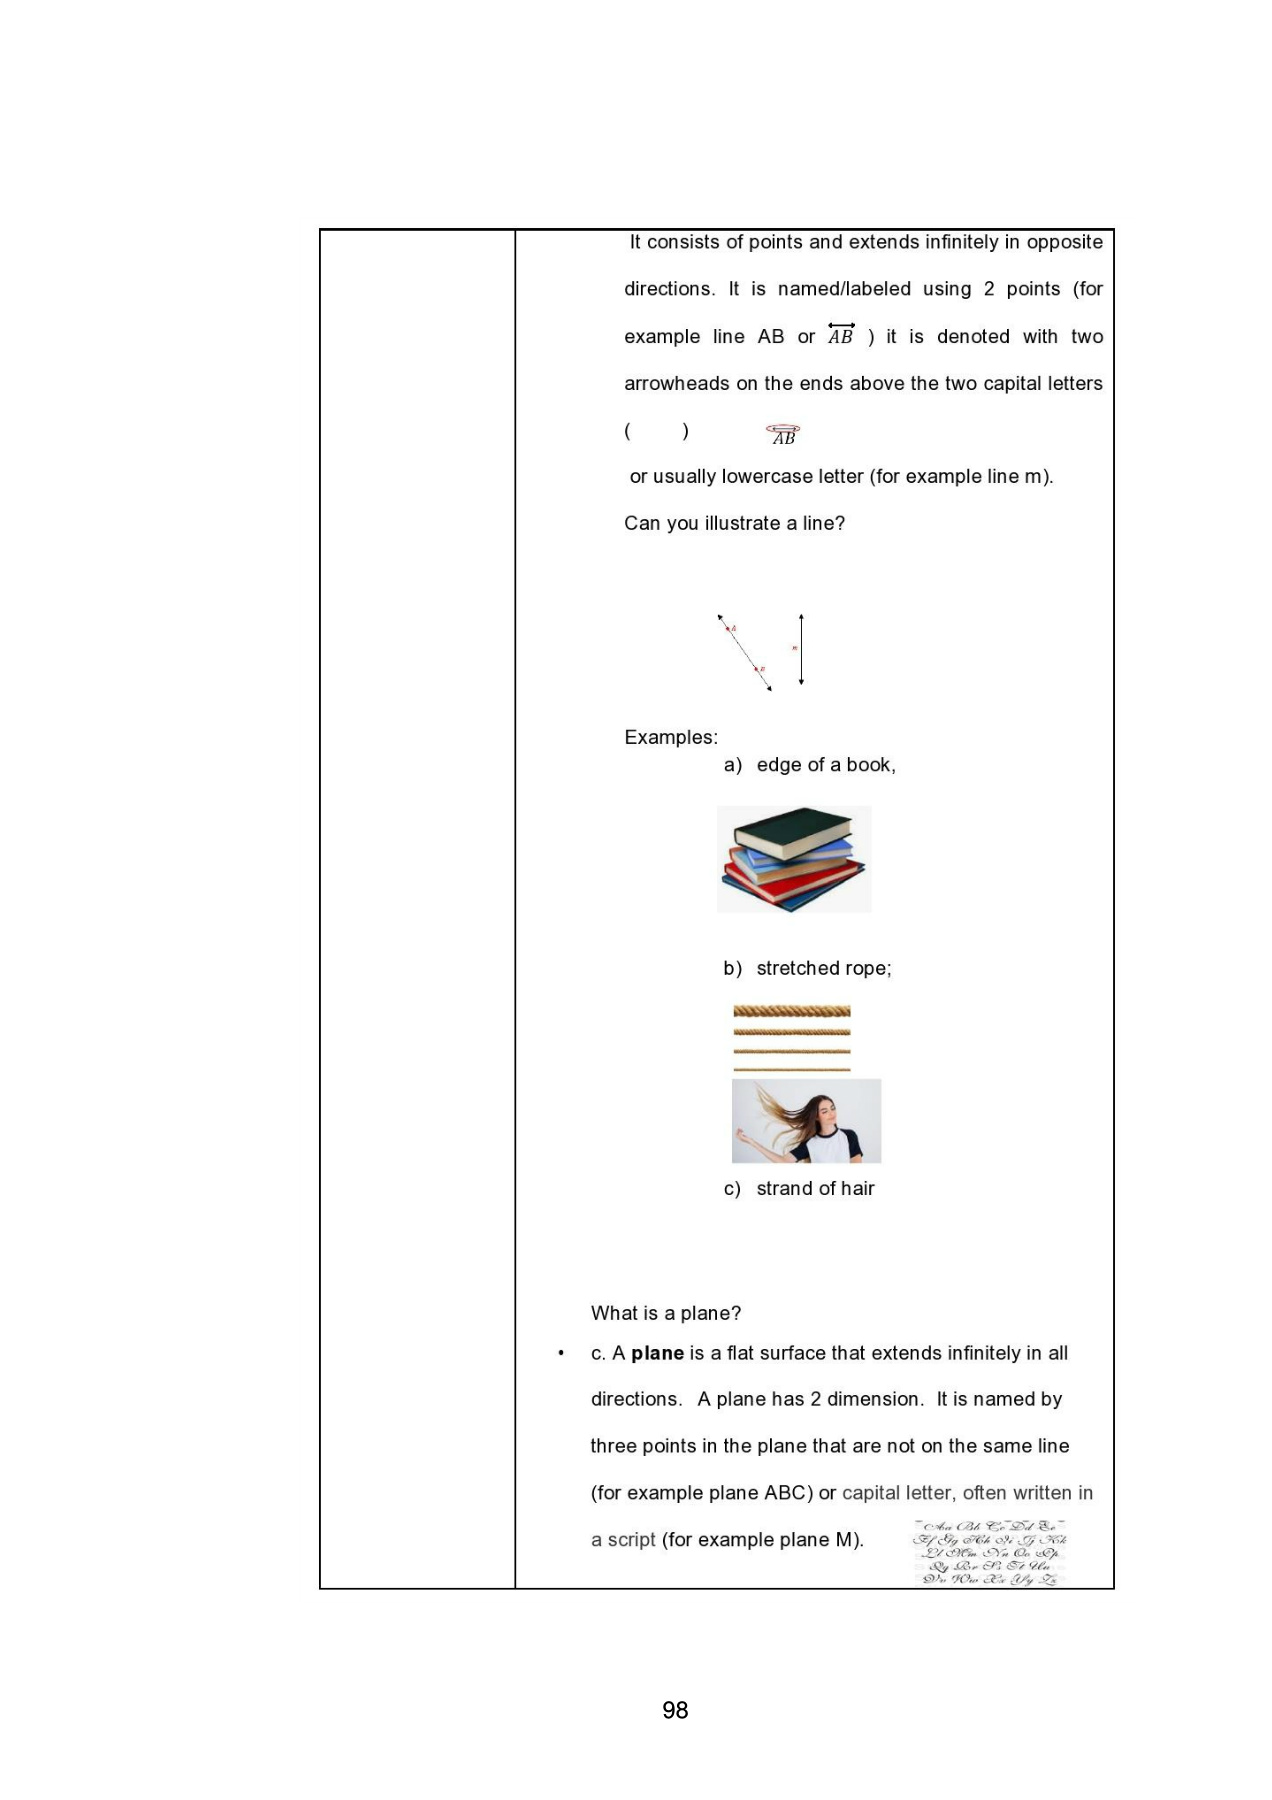 It consists of points and extends infinitely in opposite
directions. It is named/labeled using 2 points (for
example line AB or AB ) it is denoted with two
arrowheads on the ends above the two capital letters
( ) AB
or usually lowercase letter (for example line m).
Can you illustrate a line?
A
m
B
Examples:
a) edge of a book,
b) stretched rope;
c) strand of hair
What is a plane?
• c. A plane is a flat surface that extends infinitely in all
directions. A plane has 2 dimension. It is named by
three points in the plane that are not on the same line
(for example plane ABC) or capital letter, often written in
a script (for example plane M).
Aa Bb Cc Dd Ee
Ff Gg Hh Ii Jj Kk
Ll Mm Nn Oo Pp
Qq Rr Ss Tt Uu
Vv Ww Xx Yy Zz
98